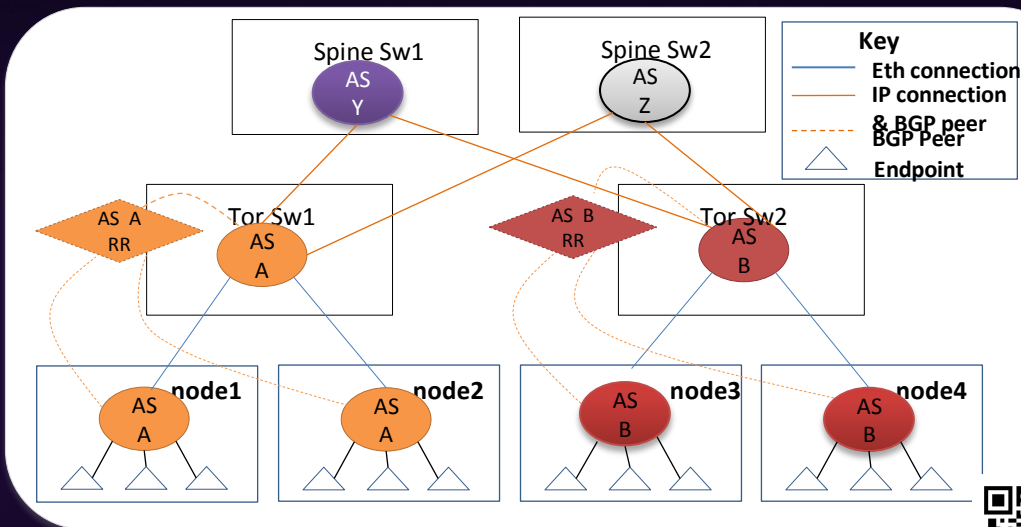 Spine Sw1
AS
Y
Spine Sw2
AS
Z
Key
Eth connection
IP connection
& BGP peer
BGP Peer
Endpoint
AS A
RR
Tor Sw1
AS
A
AS B
RR
Tor Sw2
AS
B
node1
AS
A
node2
AS
A
node3
AS
B
node4
AS
B